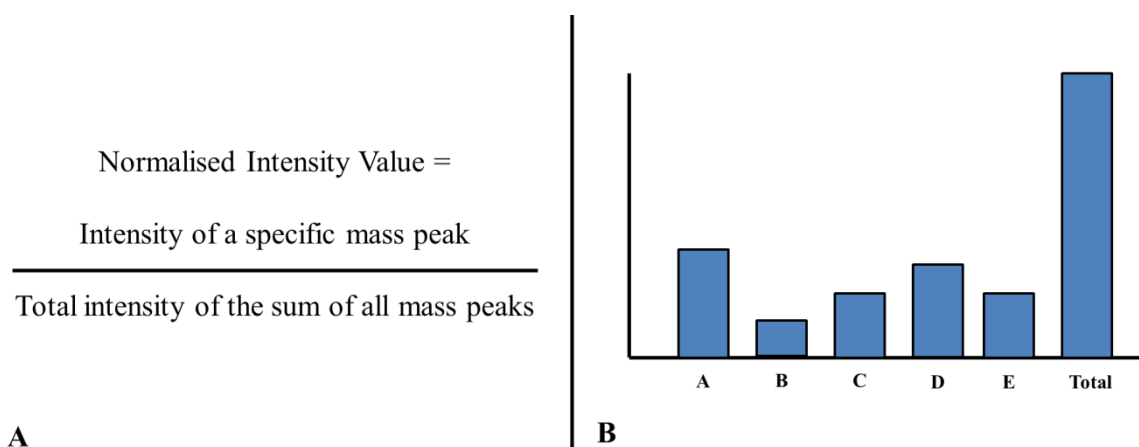 Normalised Intensity Value =
Intensity of a specific mass peak
Total intensity of the sum of all mass peaks
A
A B C D E Total
B